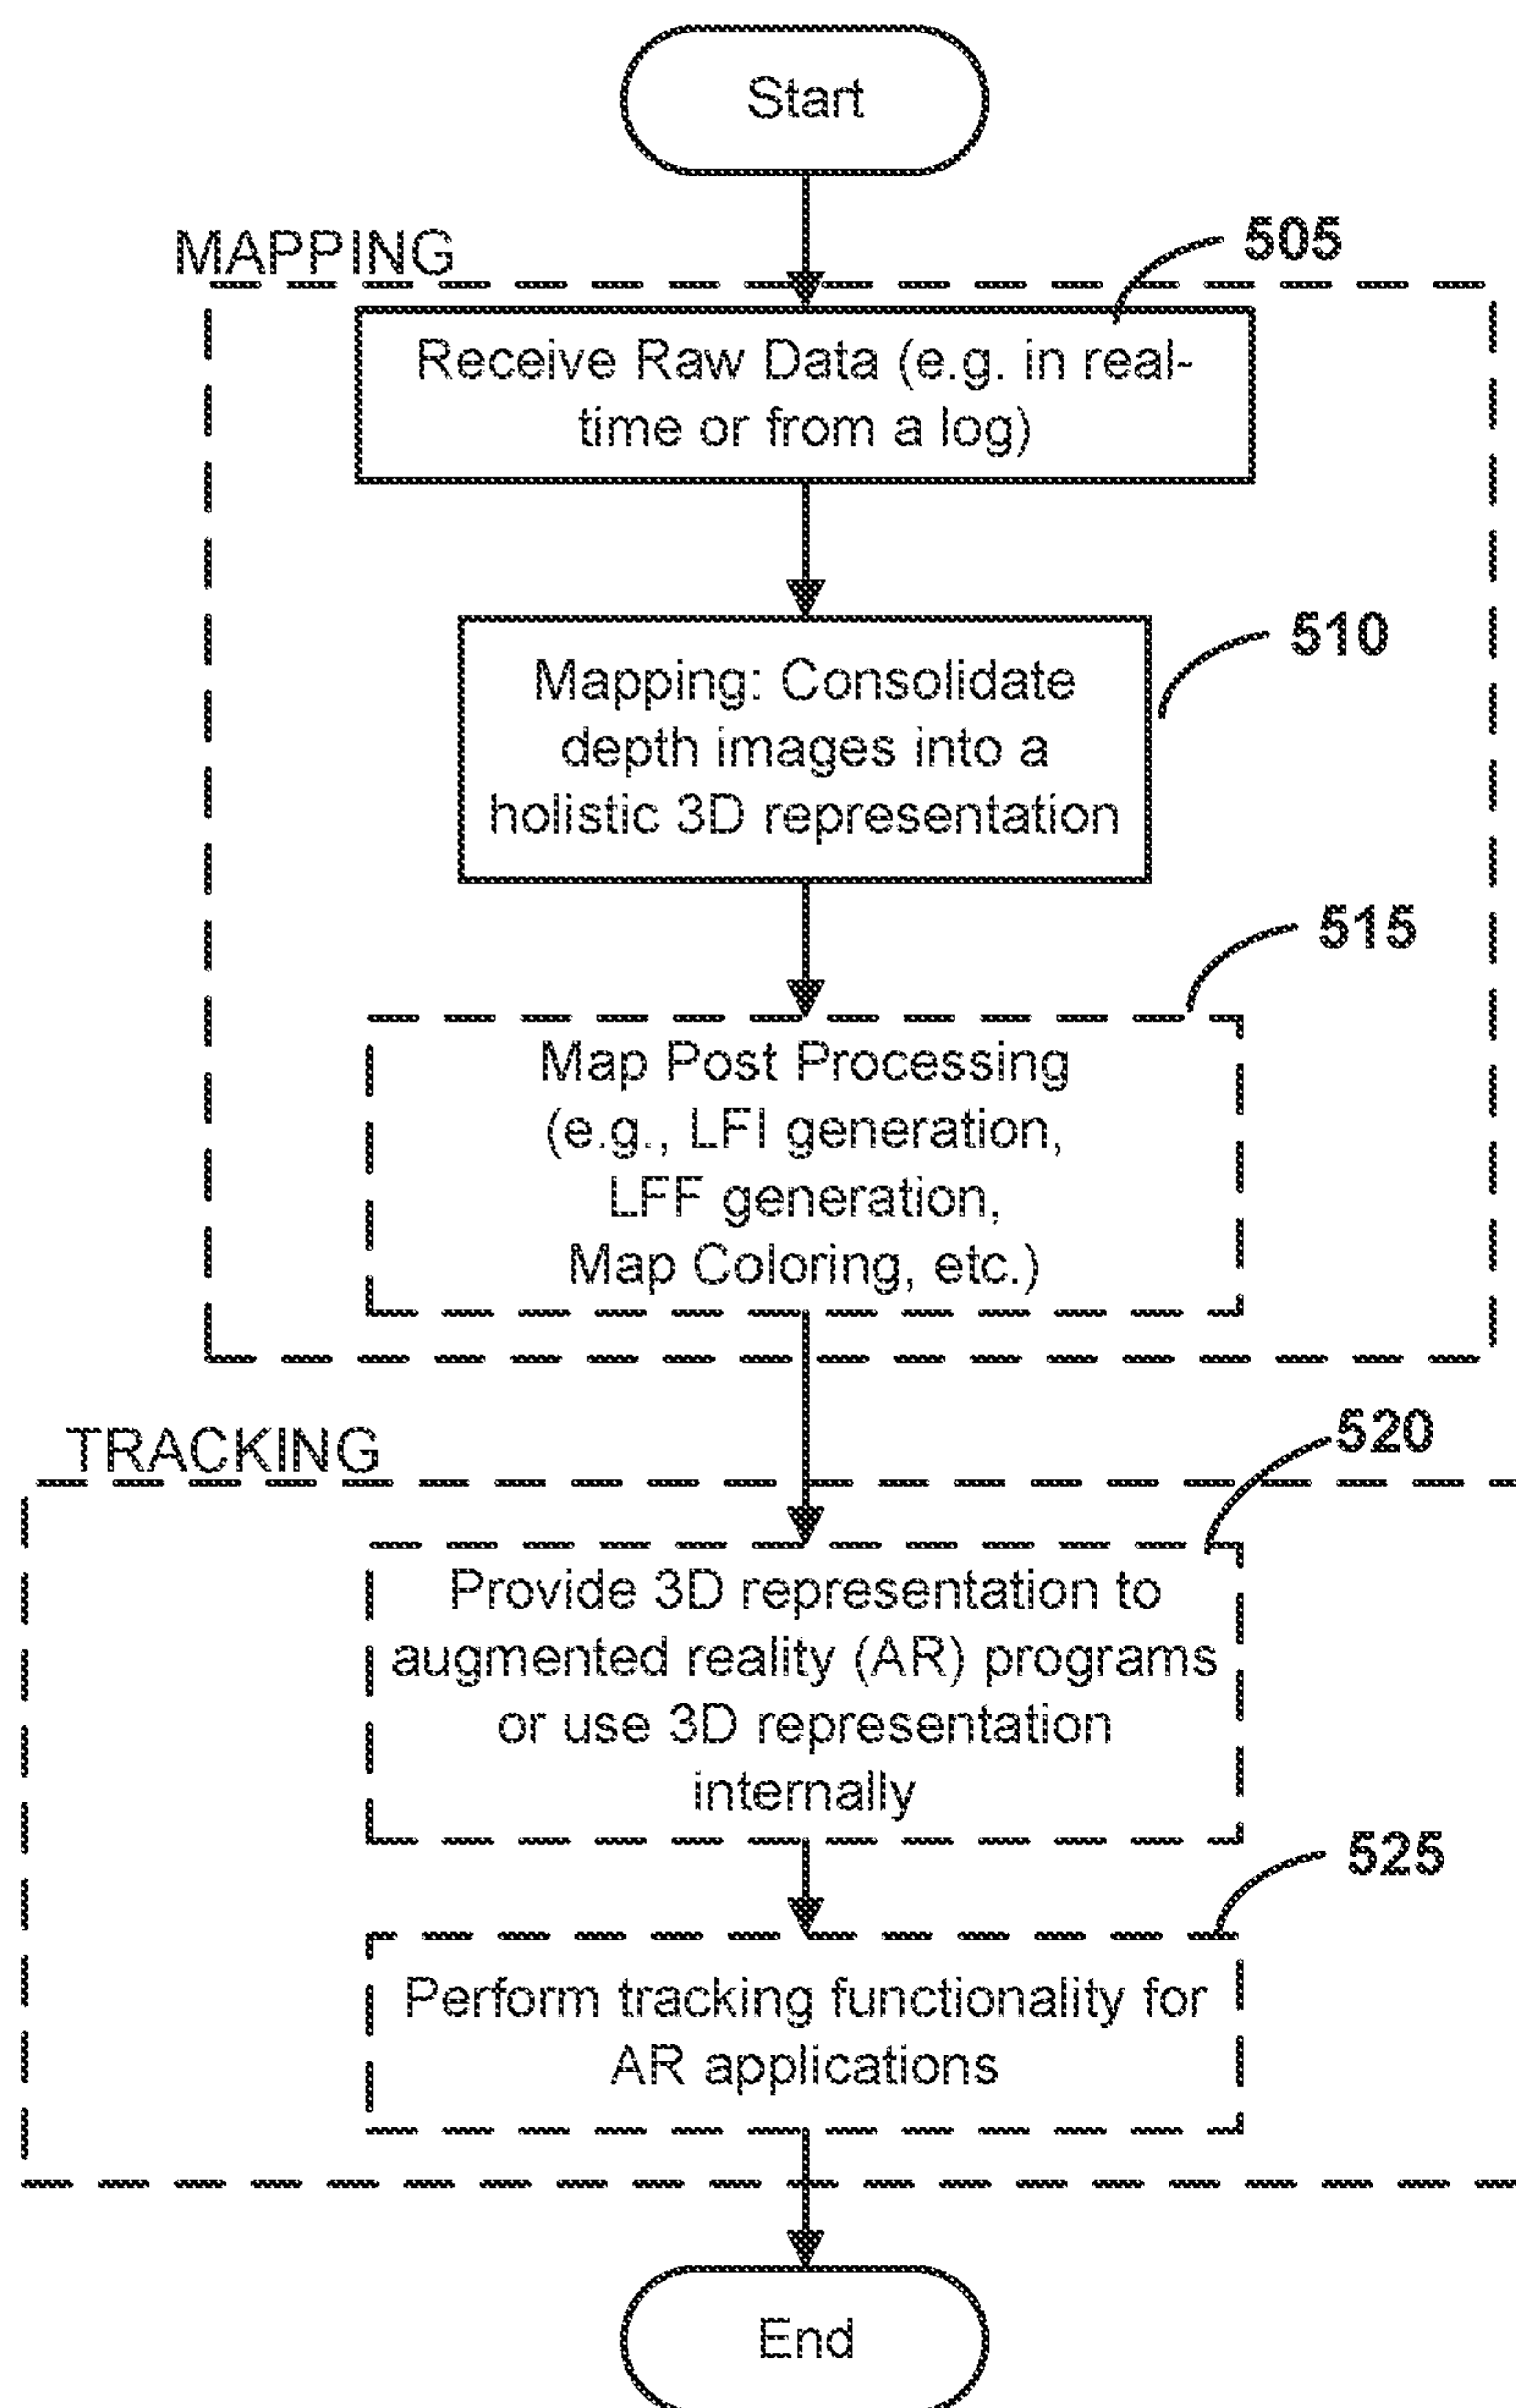 Start
MAPPING
505
Receive Raw Data (e.g. in real-
time or from a log)
510
Mapping: Consolidate
depth images into a
holistic 3D representation
515
Map Post Processing
(e.g., LFI generation,
LFF generation,
Map Coloring, etc.)
TRACKING
520
Provide 3D representation to
augmented reality (AR) programs
or use 3D representation
internally
525
Perform tracking functionality for
AR applications
End